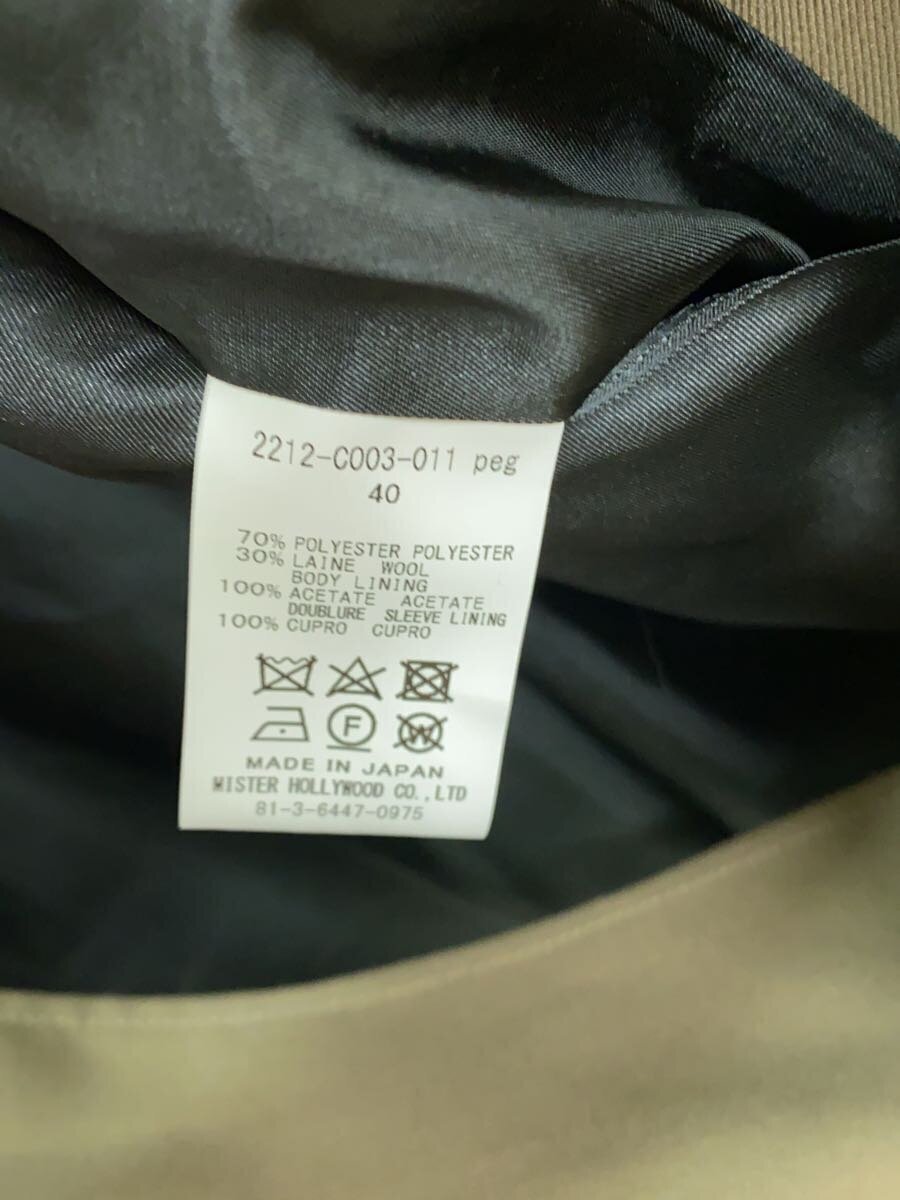 2212-C003-011 peg
40
70% POLYESTER POLYESTER
30% LAINE WOOL
BODY LINING
100% ACETATE ACETATE
DOUBLURE SLEEVE LINING
100% CUPRO CUPRO
F W
MADE IN JAPAN
MISTER HOLLYWOOD CO.,LTD
81-3-6447-0975